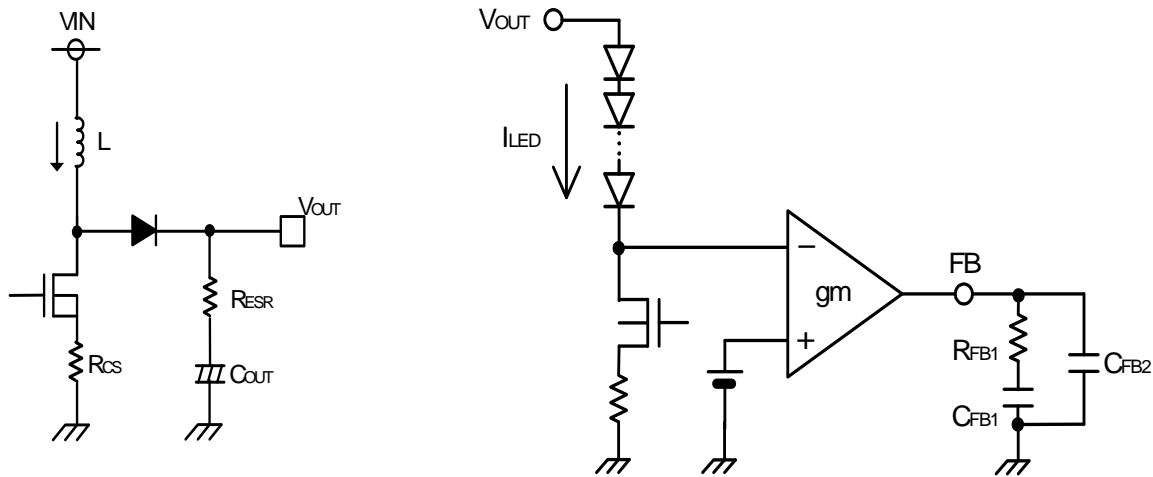 VIN
L
VOUT
RESR
RCS
COUT
VOUT
ILED
−
gm
+
FB
RFB1
CFB2
CFB1